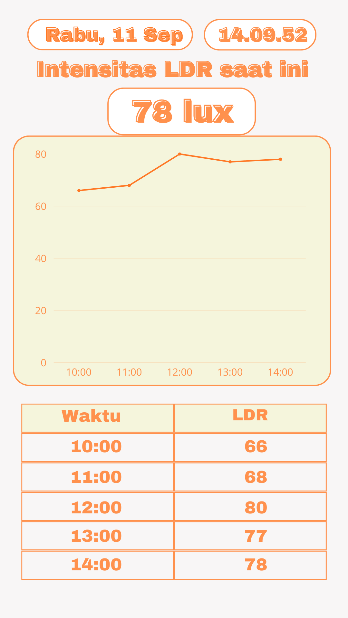 Rabu, 11 Sep 14.09.52
Intensitas LDR saat ini
78 lux
80
60
40
20
0
10:00 11:00 12:00 13:00 14:00
Waktu LDR
10:00 66
11:00 68
12:00 80
13:00 77
14:00 78